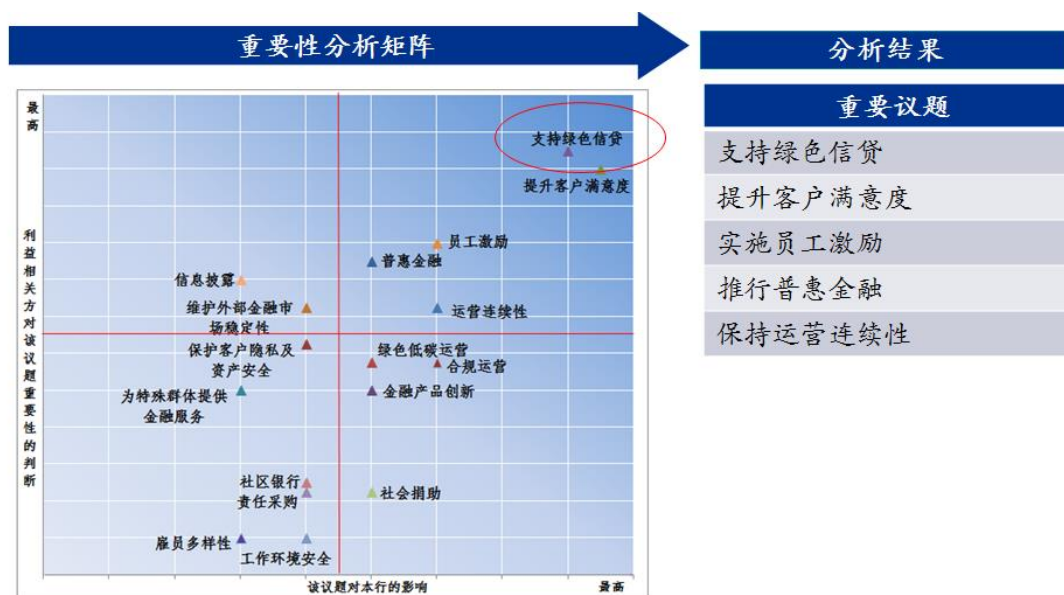 重要性分析矩阵
分析结果
最高
利益相关方对该议题重要性的判断
支持绿色信贷
提升客户满意度
员工激励
普惠金融
信息披露
维护外部金融市
场稳定性
运营连续性
保护客户隐私及
资产安全
绿色低碳运营
合规运营
为特殊群体提供
金融服务
金融产品创新
社区银行
责任采购
社会捐助
雇员多样性
工作环境安全
该议题对本行的影响
最高
重要议题
支持绿色信贷
提升客户满意度
实施员工激励
推行普惠金融
保持运营连续性